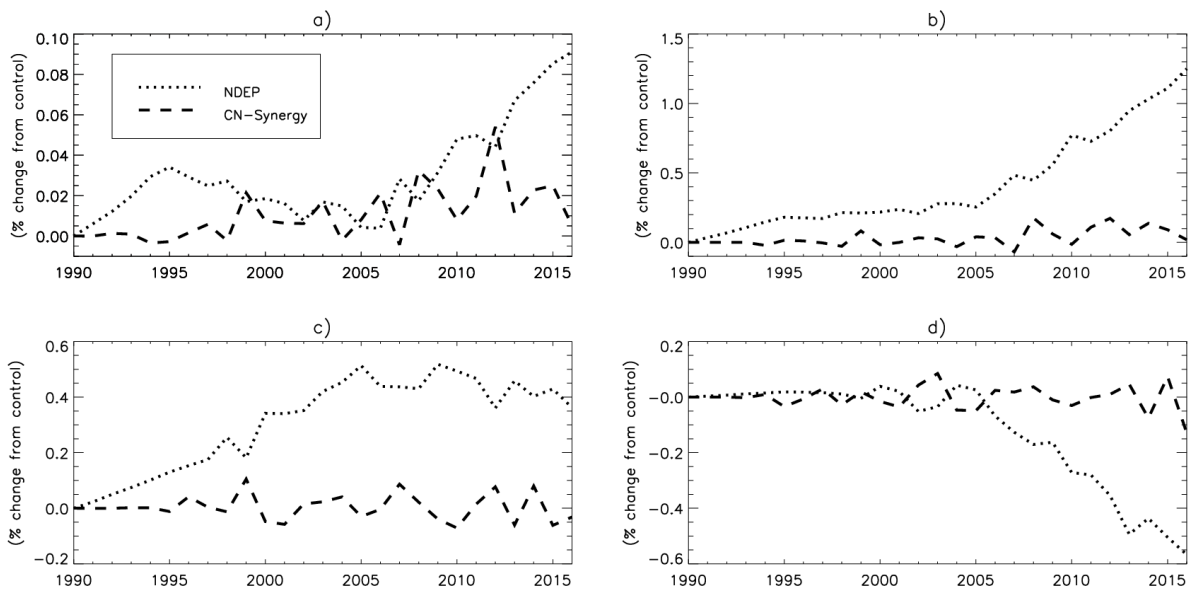 a)
(% change from control)
0.10
0.08
0.06
0.04
0.02
0.00
NDEP
CN-Synergy
1990 1995 2000 2005 2010 2015
b)
(% change from control)
1.5
1.0
0.5
0.0
1990 1995 2000 2005 2010 2015
c)
(% change from control)
0.6
0.4
0.2
0.0
-0.2
1990 1995 2000 2005 2010 2015
d)
(% change from control)
0.2
-0.0
-0.2
-0.4
-0.6
1990 1995 2000 2005 2010 2015